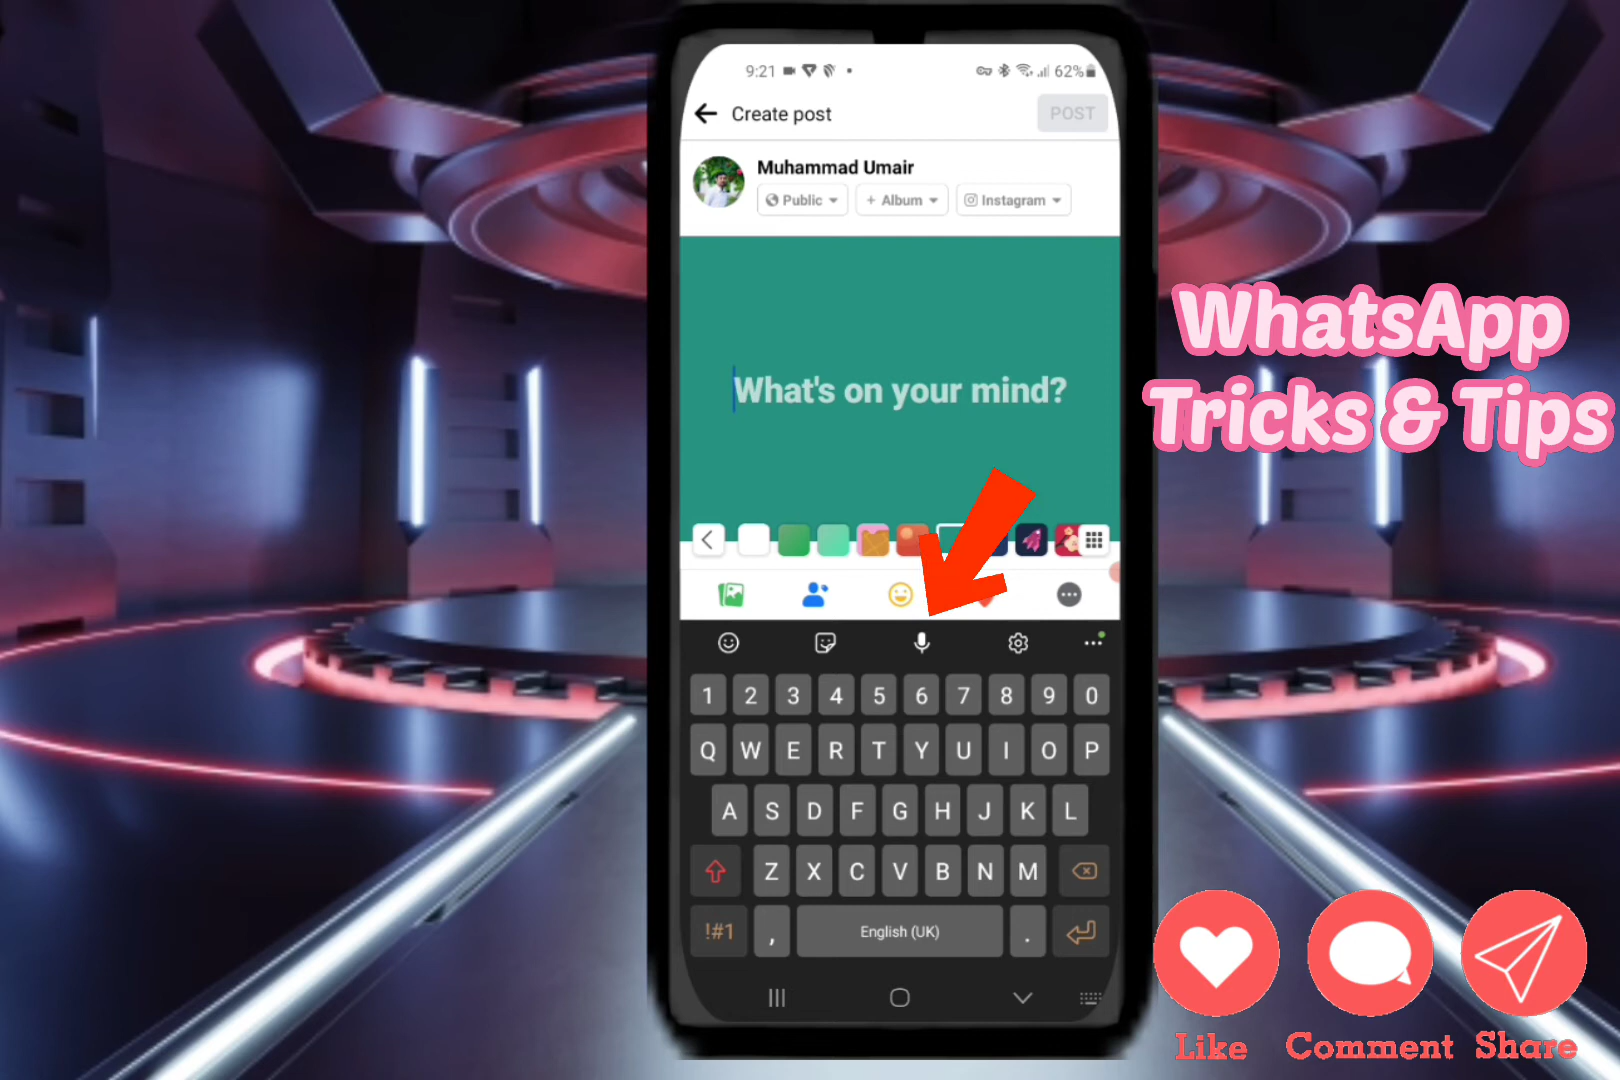 9:21
62%
Create post
POST
Muhammad Umair
Public
+ Album
Instagram
What's on your mind?
WhatsApp
Tricks & Tips
1 2 3 4 5 6 7 8 9 0
Q W E R T Y U I O P
A S D F G H J K L
Z X C V B N M
!#1 , English (UK) .
Like Comment Share